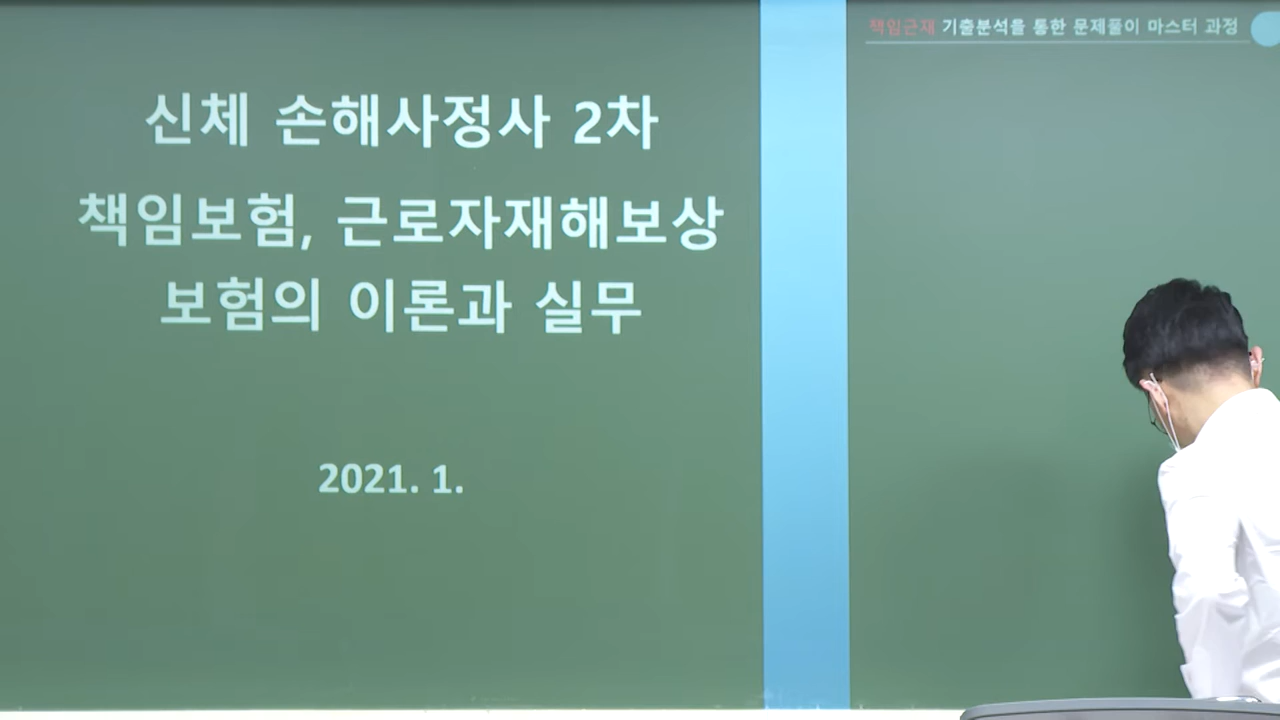 신체 손해사정사 2차
책임보험, 근로자재해보상
보험의 이론과 실무
2021. 1.
책임근재 기출분석을 통한 문제풀이 마스터 과정